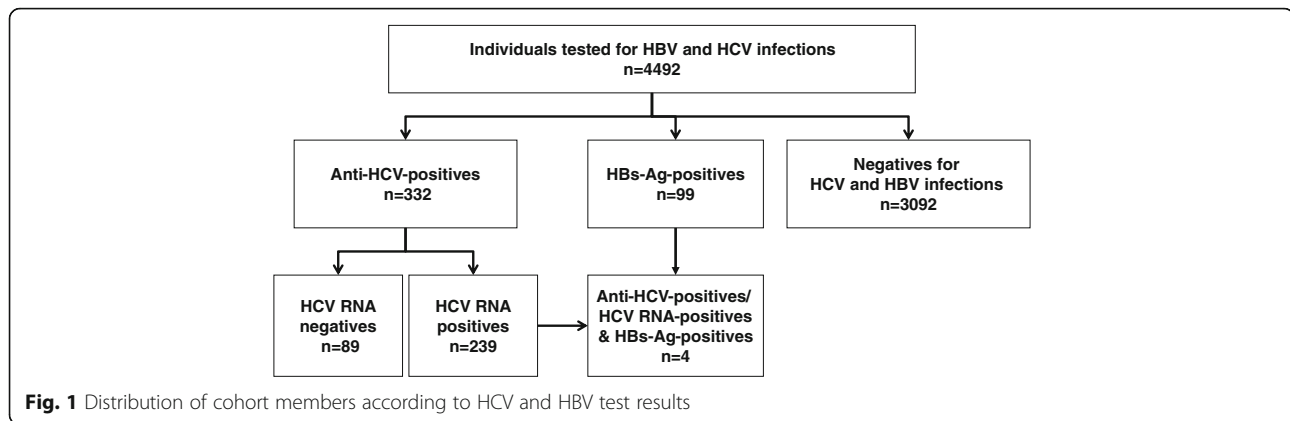 Individuals tested for HBV and HCV infections
n=4492
Anti-HCV-positives
n=332
HBs-Ag-positives
n=99
Negatives for
HCV and HBV infections
n=3092
HCV RNA
negatives
n=89
HCV RNA
positives
n=239
Anti-HCV-positives/
HCV RNA-positives
& HBs-Ag-positives
n=4
Fig. 1 Distribution of cohort members according to HCV and HBV test results